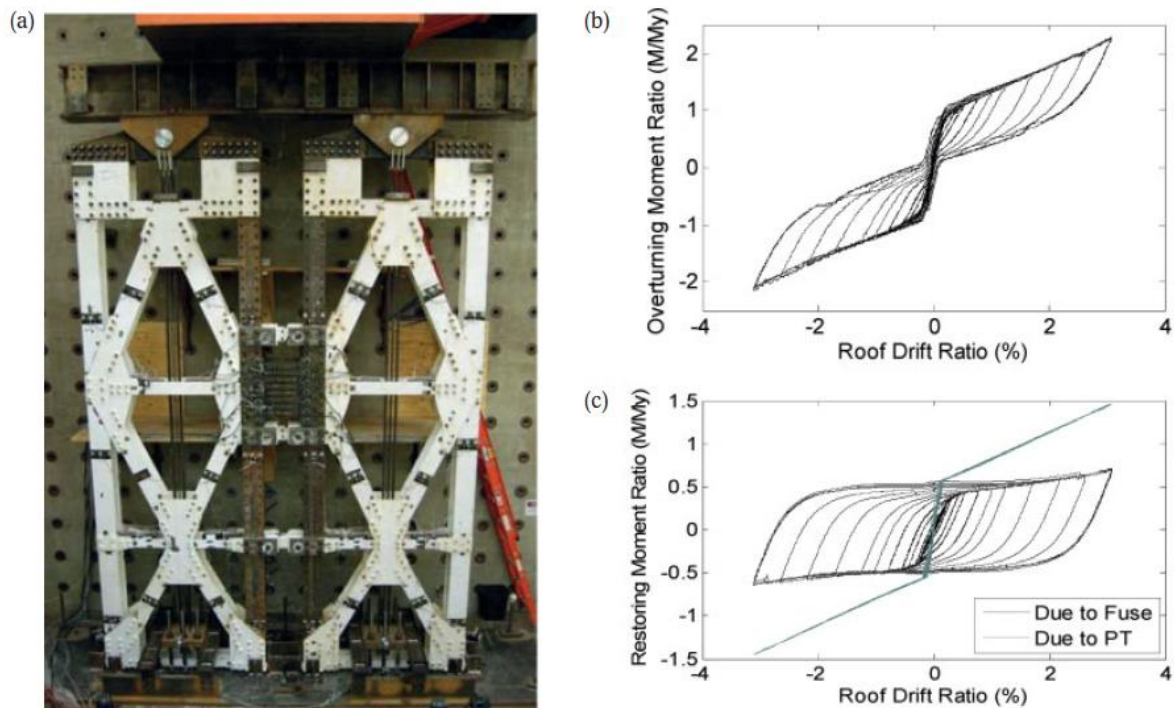 (a)
(b)
Overturning Moment Ratio (M/My)
2
1
0
-1
-2
-4
-2
0
2
4
Roof Drift Ratio (%)
(c)
Restoring Moment Ratio (M/My)
1.5
1
0.5
0
-0.5
-1
-1.5
-4
-2
0
2
4
Due to Fuse
Due to PT
Roof Drift Ratio (%)